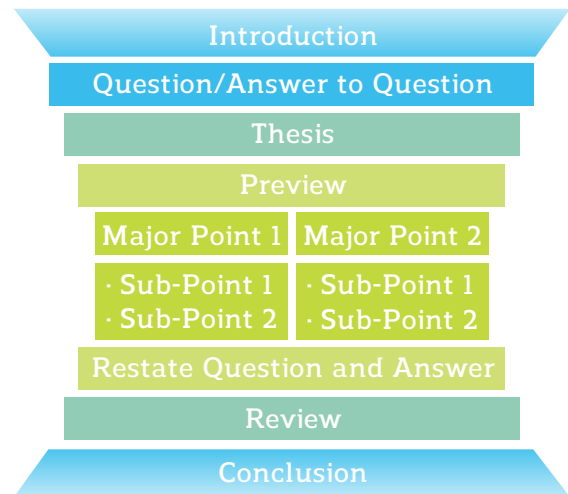 Introduction
Question/Answer to Question
Thesis
Preview
Major Point 1
· Sub-Point 1
· Sub-Point 2
Major Point 2
· Sub-Point 1
· Sub-Point 2
Restate Question and Answer
Review
Conclusion